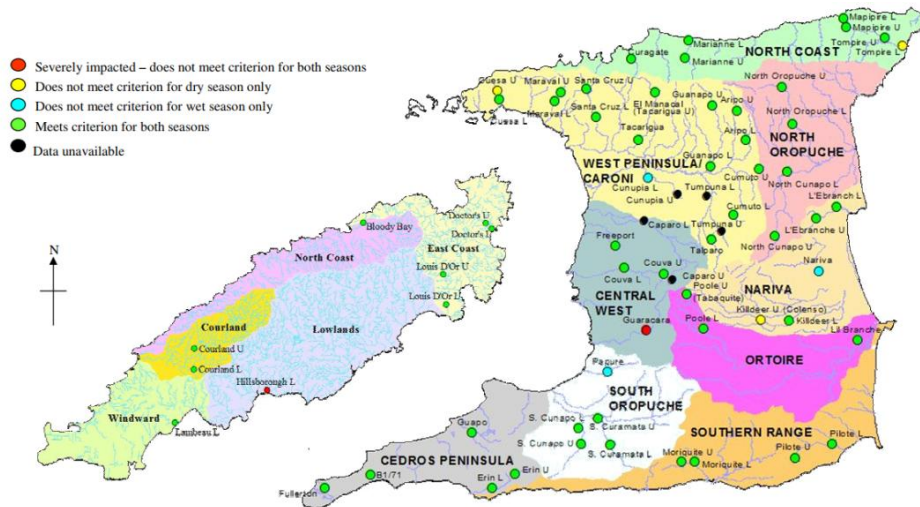 Severely impacted – does not meet criterion for both seasons
Does not meet criterion for dry season only
Does not meet criterion for wet season only
Meets criterion for both seasons
Data unavailable
N
Bloody Bay
Doctor's U
Doctor's L
East Coast
North Coast
Louis D'Or U
Louis D'Or L
Lowlands
Courland
Courland U
Courland L
Hillsborough L
Windward
Lambeau L
Mapipire L
Mapipire U
Tompire U
Tompire L
Marianne L
NORTH COAST
Curagate
Marianne U
Cuesa U
Maraval U
Santa Cruz U
North Oropuche U
Guanapo U
El Manacal
(Tacarigua U)
Aripo U
Cuesa L
Maraval L
Santa Cruz L
North Oropuche L
Tacarigua
Aripo L
NORTH
OROPUCHE
WEST PENINSULA/
CARONI
Guanapo L
Cumuto U
North Cunapo L
Cunupia L
Tumpuna L
Cunupia U
Cumuto L
L'Ebranch L
Caparo L
Tumpuna U
L'Ebranche U
Freeport
Talparo
North Cunapo U
Nariva
Couva U
Couva L
Caparo U
Poole U
(Tabaquite)
NARIVA
CENTRAL
WEST
Killdeer U (Colenso)
Killdeer L
Guaracara
Poole L
Lil Branche
ORTOIRE
Papure
SOUTH
OROPUCHE
S. Cunapo L
S. Curamata U
SOUTHERN RANGE
Guapo
S. Cunapo U
S. Curamata L
Pilote L
Pilote U
CEDROS PENINSULA
Moriquite U
Moriquite L
B1/71
Erin U
Erin L
Fullerton